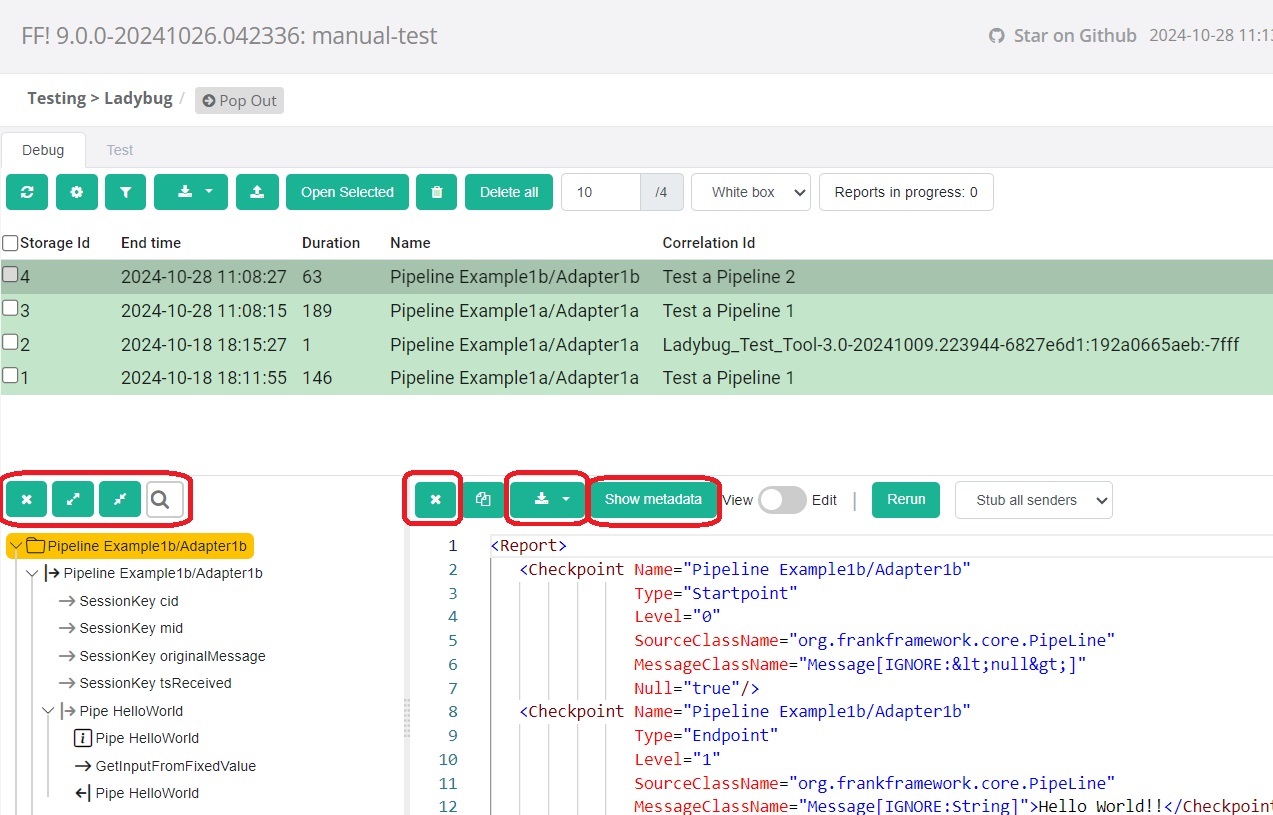 FF! 9.0.0-20241026.042336: manual-test
Star on Github 2024-10-28 11:13
Testing > Ladybug / Pop Out
Debug Test
Open Selected Delete all 10 /4 White box Reports in progress: 0
Storage Id End time Duration Name Correlation Id
4 2024-10-28 11:08:27 63 Pipeline Example1b/Adapter1b Test a Pipeline 2
3 2024-10-28 11:08:15 189 Pipeline Example1a/Adapter1a Test a Pipeline 1
2 2024-10-18 18:15:27 1 Pipeline Example1a/Adapter1a Ladybug_Test_Tool-3.0-20241009.223944-6827e6d1:192a0665aeb:-7fff
1 2024-10-18 18:11:55 146 Pipeline Example1a/Adapter1a Test a Pipeline 1
Show metadata View Edit | Rerun Stub all senders
Pipeline Example1b/Adapter1b
Pipeline Example1b/Adapter1b
SessionKey cid
SessionKey mid
SessionKey originalMessage
SessionKey tsReceived
Pipe HelloWorld
Pipe HelloWorld
GetInputFromFixedValue
Pipe HelloWorld
1 <Report>
2 <Checkpoint Name="Pipeline Example1b/Adapter1b"
3 Type="Startpoint"
4 Level="0"
5 SourceClassName="org.frankframework.core.PipeLine"
6 MessageClassName="Message[IGNORE:&lt;null&gt;]"
7 Null="true"/>
8 <Checkpoint Name="Pipeline Example1b/Adapter1b"
9 Type="Endpoint"
10 Level="1"
11 SourceClassName="org.frankframework.core.PipeLine"
12 MessageClassName="Message[IGNORE:String]">Hello World!!</Checkpoint